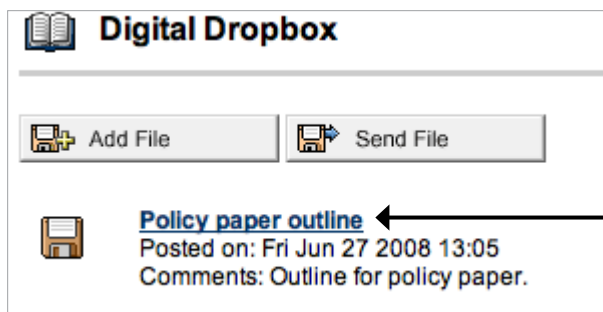 Digital Dropbox
Add File
Send File
Policy paper outline
Posted on: Fri Jun 27 2008 13:05
Comments: Outline for policy paper.